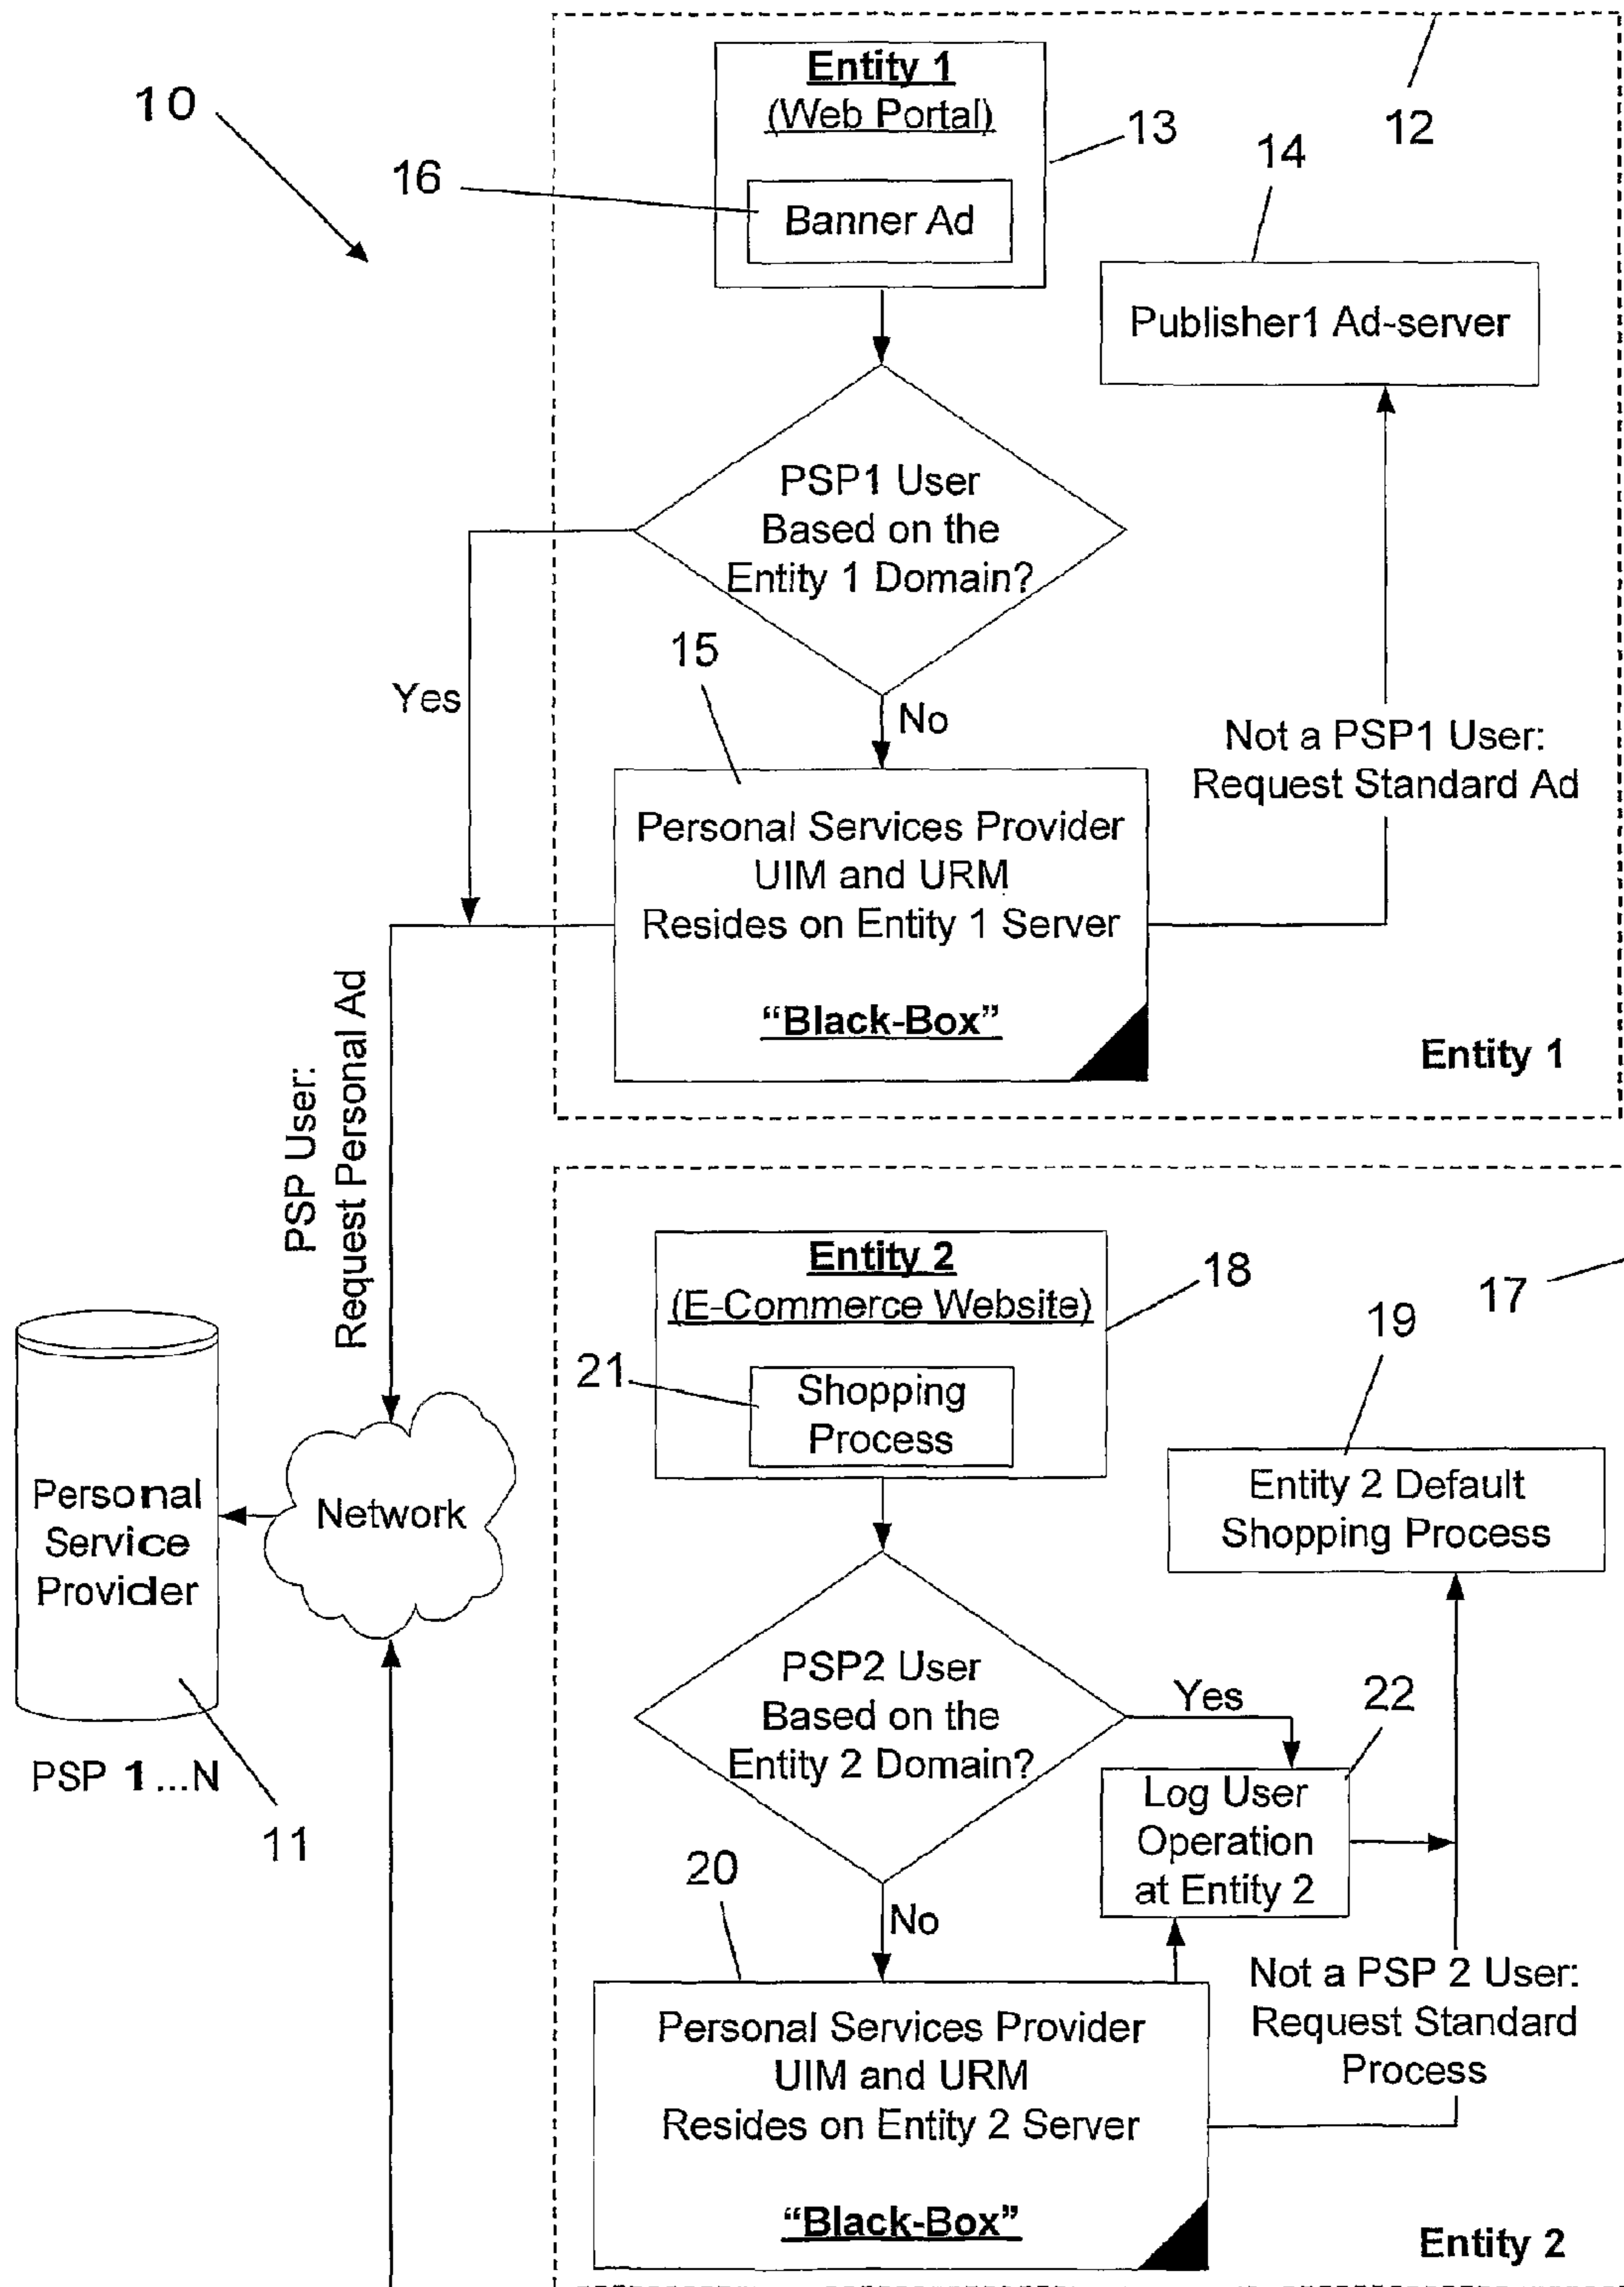 10
Entity 1
(Web Portal)
Banner Ad
16
13
12
14
Publisher1 Ad-server
PSP1 User
Based on the
Entity 1 Domain?
Yes
No
15
Not a PSP1 User:
Request Standard Ad
Personal Services Provider
UIM and URM
Resides on Entity 1 Server
“Black-Box”
Entity 1
PSP User:
Request Personal Ad
Entity 2
(E-Commerce Website)
Shopping
Process
21
18
17
19
Entity 2 Default
Shopping Process
Personal
Service
Provider
Network
PSP 1...N
11
PSP2 User
Based on the
Entity 2 Domain?
Yes
22
Log User
Operation
at Entity 2
No
20
Not a PSP 2 User:
Request Standard
Process
Personal Services Provider
UIM and URM
Resides on Entity 2 Server
“Black-Box”
Entity 2